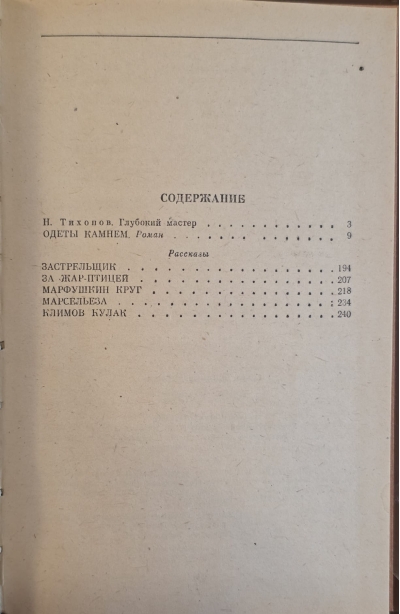 СОДЕРЖАНИЕ
Н. Тихонов. Глубокий мастер . . . . . . . . . . . 3
ОДЕТЫ КАМНЕМ. Роман . . . . . . . . . . . 9
Рассказы
ЗАСТРЕЛЬЩИК . . . . . . . . . . . . . . . 194
ЗА ЖАР-ПТИЦЕЙ . . . . . . . . . . . . . . 207
МАРФУШКИН КРУГ . . . . . . . . . . . . . 218
МАРСЕЛЬЕЗА . . . . . . . . . . . . . . . 234
КЛИМОВ КУЛАК . . . . . . . . . . . . . . 240